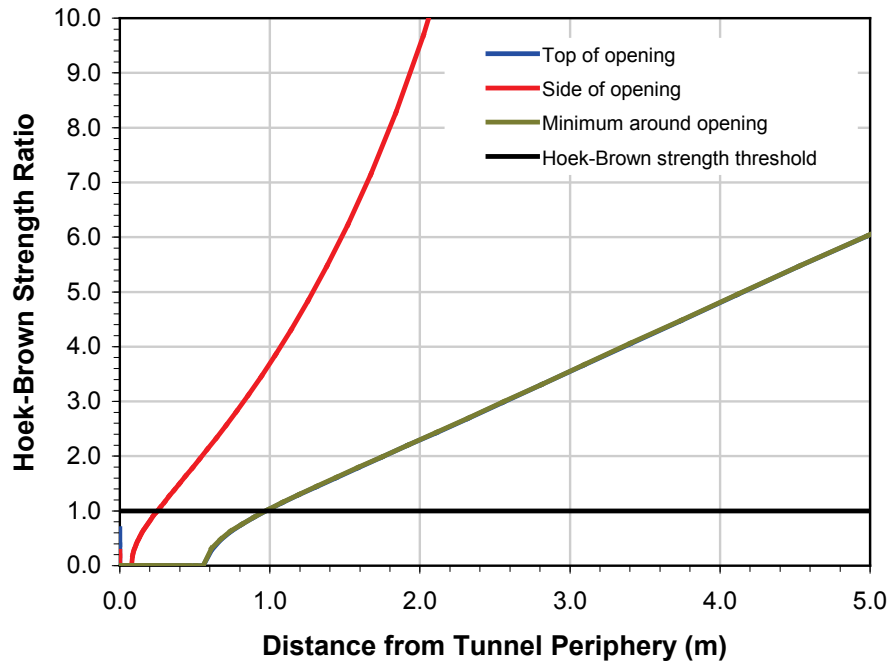 Hoek-Brown Strength Ratio
10.0
9.0
8.0
7.0
6.0
5.0
4.0
3.0
2.0
1.0
0.0
Top of opening
Side of opening
Minimum around opening
Hoek-Brown strength threshold
0.0 1.0 2.0 3.0 4.0 5.0
Distance from Tunnel Periphery (m)